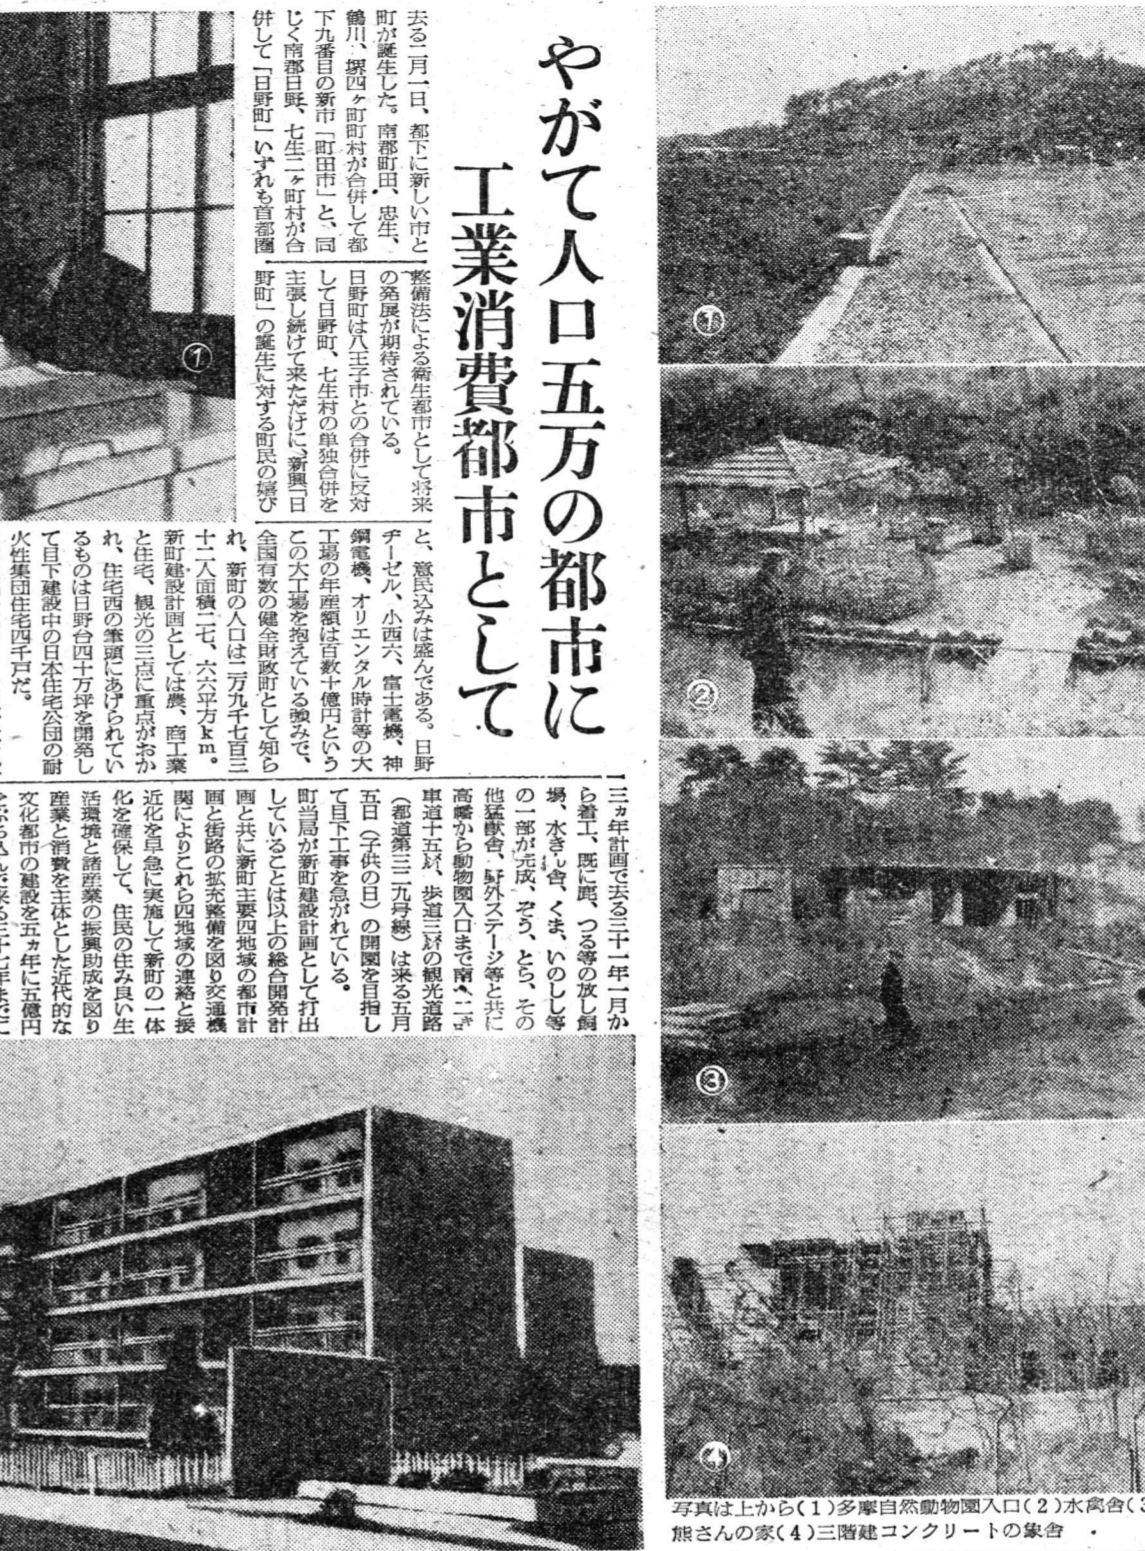 やがて人口五万の都市に
工業消費都市として
去る二月一日、都下に新しい市と
町が誕生した。南郡町田、忠生、
鶴川、堺四ヶ町町村が合併して都
下九番目の新市「町田市」と、同
じく南郡日野、七生二ヶ町村が合
併して「日野町」いずれも首都圏
整備法による衛生都市として将来
の発展が期待されている。
日野町は八王子市との合併に反対
して日野町、七生村の単独合併を
主張し続けて来ただけに、新興「日
野町」の誕生に対する町民の嬉び
と、意民込みは盛んである。日野
ヂーゼル、小西六、富士電機、神
鋼電機、オリエンタル時計等の大
工場の年産額は百数十億円という
この大工場を抱えている強みで、
全国有数の健全財政町として知ら
れ、新町の人口は二万九千七百三
十二人面積二七、六六平方km。
新町建設計画としては農、商工業
と住宅、観光の三点に重点がおか
れ、住宅西の筆頭にあげられてい
るものは日野台四十万坪を開発し
て目下建設中の日本住宅公団の耐
火性集団住宅四千戸だ。
三ヵ年計画で去る三十一年一月か
ら着工、既に鹿、つる等の放し飼
場、水きん舎、くま、いのしし等
の一部が完成、ぞう、とら、その
他猛獣舎、野外ステージ等と共に
高幡から動物園入口まで南へ二
車道十五米、歩道三米の観光道路
(都道第三二九号線)は来る五月
五日(子供の日)の開園を目指し
て目下工事を急がれている。
町当局が新町建設計画として打出
していることは以上の総合開発計
画と共に新町主要四地域の都市計
画と街路の拡充整備を図り交通機
関によりこれら四地域の連絡と接
近化を早急に実施して新町の一体
化を確保して、住民の住み良い生
活環境と諸産業の振興助成を図り
産業と消費を主体とした近代的な
文化都市の建設を五ヵ年に五億円
①
①
②
③
④
写真は上から(1)多摩自然動物園入口(2)水禽舎(3
熊さんの家(4)三階建コンクリートの象舎